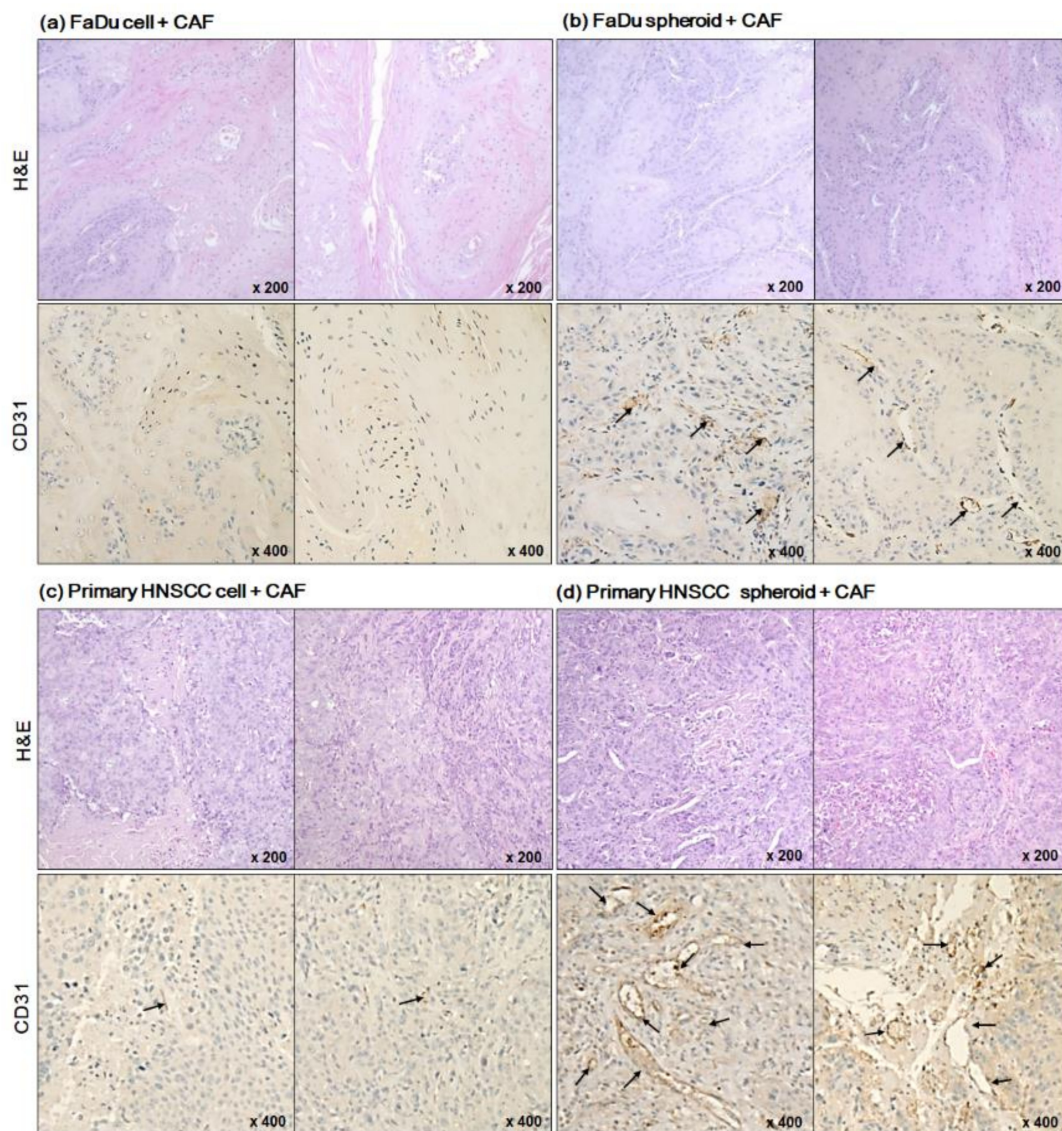 (a) FaDu cell + CAF
(b) FaDu spheroid + CAF
H&E
x 200
x 200
x 200
x 200
CD31
x 400
x 400
x 400
x 400
(c) Primary HNSCC cell + CAF
(d) Primary HNSCC spheroid + CAF
H&E
x 200
x 200
x 200
x 200
CD31
x 400
x 400
x 400
x 400